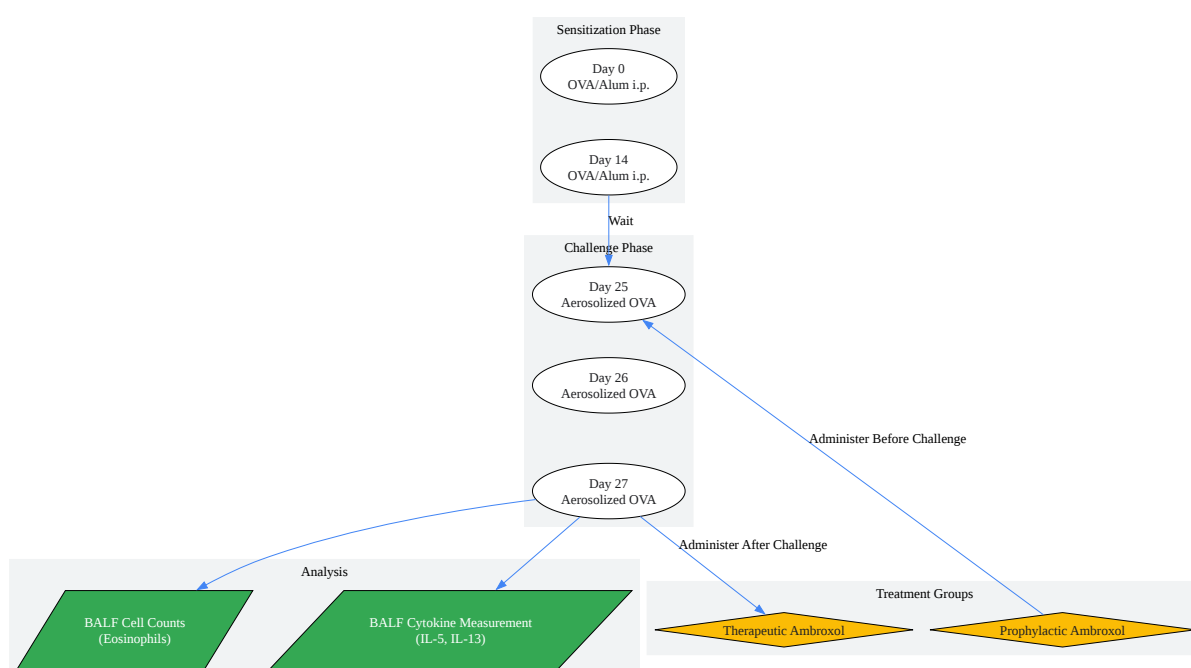 Sensitization Phase
Day 0
OVA/Alum i.p.
Day 14
OVA/Alum i.p.
Wait
Challenge Phase
Day 25
Aerosolized OVA
Day 26
Aerosolized OVA
Administer Before Challenge
Day 27
Aerosolized OVA
Administer After Challenge
Analysis
BALF Cell Counts
(Eosinophils)
BALF Cytokine Measurement
(IL-5, IL-13)
Treatment Groups
Therapeutic Ambroxol
Prophylactic Ambroxol